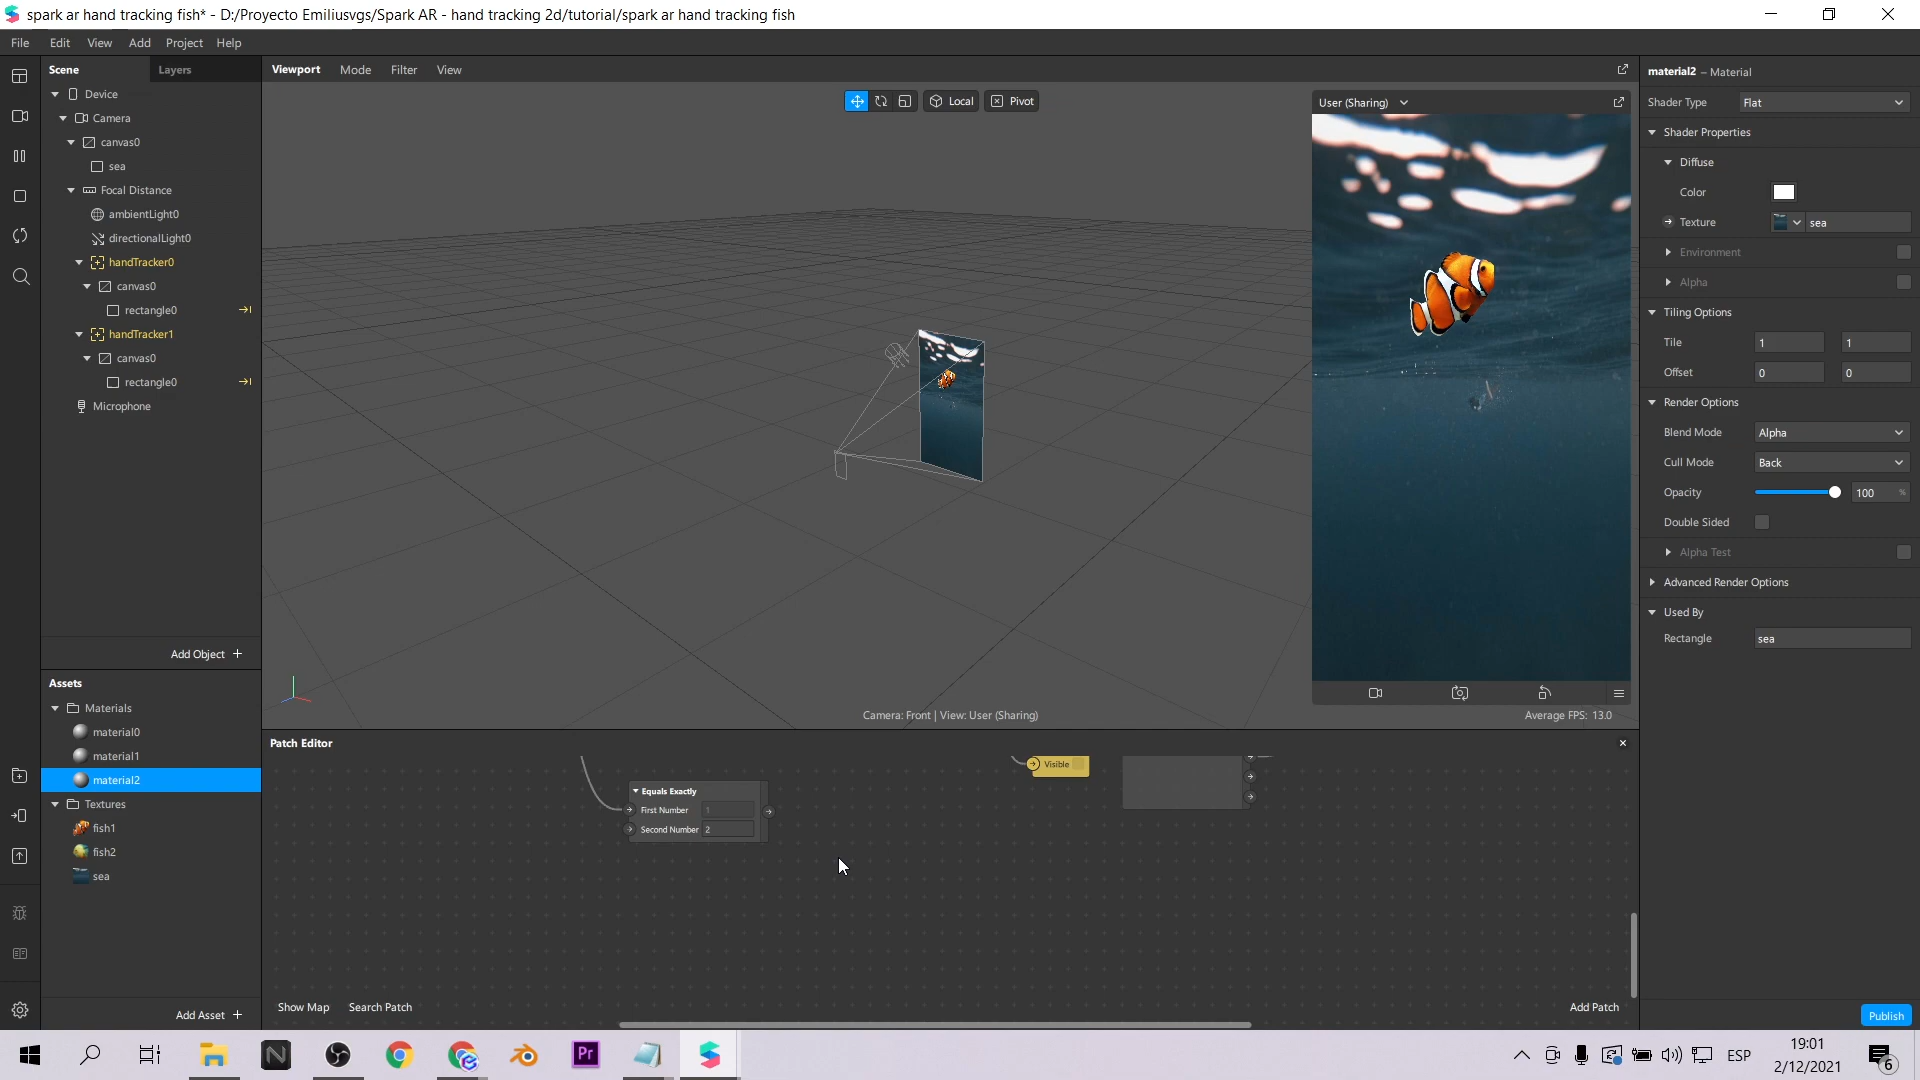 spark ar hand tracking fish* - D:/Proyecto Emiliusvgs/Spark AR - hand tracking 2d/tutorial/spark ar hand tracking fish
File Edit View Add Project Help
Scene Layers
Device
Camera
canvas0
sea
Focal Distance
ambientLight0
directionalLight0
handTracker0
canvas0
rectangle0
handTracker1
canvas0
rectangle0
Microphone
Add Object +
Assets
Materials
material0
material1
material2
Textures
fish1
fish2
sea
Add Asset +
Viewport Mode Filter View
Local Pivot
User (Sharing)
Camera: Front | View: User (Sharing)
Average FPS: 13.0
Patch Editor
Equals Exactly
First Number 1
Second Number 2
Visible
Show Map Search Patch
Add Patch
material2 – Material
Shader Type Flat
Shader Properties
Diffuse
Color
Texture sea
Environment
Alpha
Tiling Options
Tile 1 1
Offset 0 0
Render Options
Blend Mode Alpha
Cull Mode Back
Opacity 100 %
Double Sided
Alpha Test
Advanced Render Options
Used By
Rectangle sea
Publish
N
Pr
ESP
19:01
2/12/2021
6